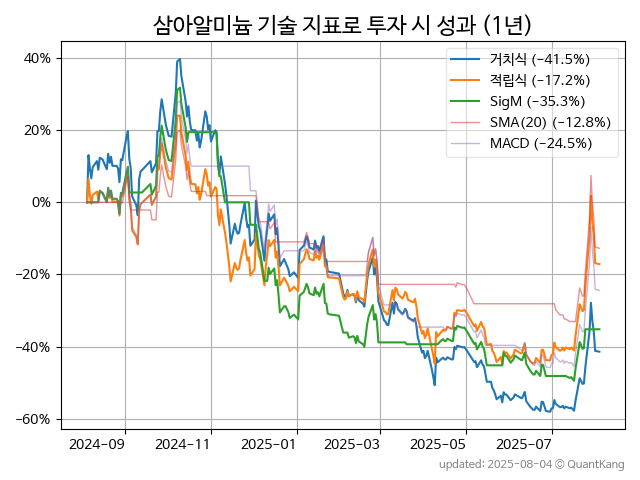 삼아알미늄 기술 지표로 투자 시 성과 (1년)
40%
20%
0%
−20%
−40%
−60%
거치식 (−41.5%)
적립식 (−17.2%)
SigM (−35.3%)
SMA(20) (−12.8%)
MACD (−24.5%)
2024−09 2024−11 2025−01 2025−03 2025−05 2025−07
updated: 2025-08-04 © QuantKang